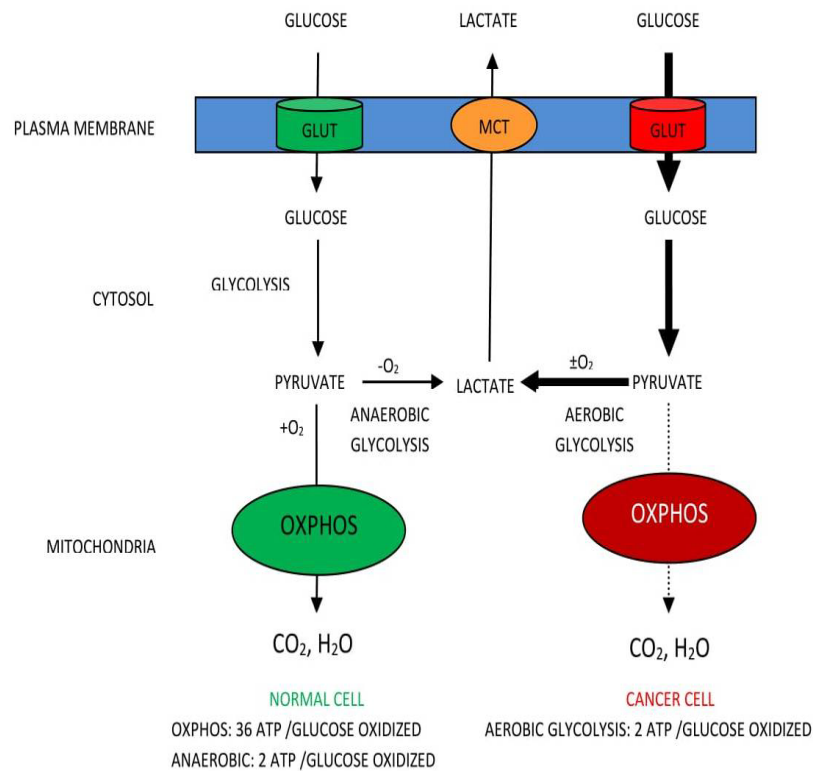 GLUCOSE LACTATE GLUCOSE
PLASMA MEMBRANE GLUT MCT GLUT
GLUCOSE GLUCOSE
GLYCOLYSIS
CYTOSOL
-O₂ ±O₂
PYRUVATE LACTATE PYRUVATE
ANAEROBIC AEROBIC
+O₂
GLYCOLYSIS GLYCOLYSIS
OXPHOS OXPHOS
MITOCHONDRIA
CO₂, H₂O CO₂, H₂O
NORMAL CELL CANCER CELL
OXPHOS: 36 ATP /GLUCOSE OXIDIZED AEROBIC GLYCOLYSIS: 2 ATP /GLUCOSE OXIDIZED
ANAEROBIC: 2 ATP /GLUCOSE OXIDIZED